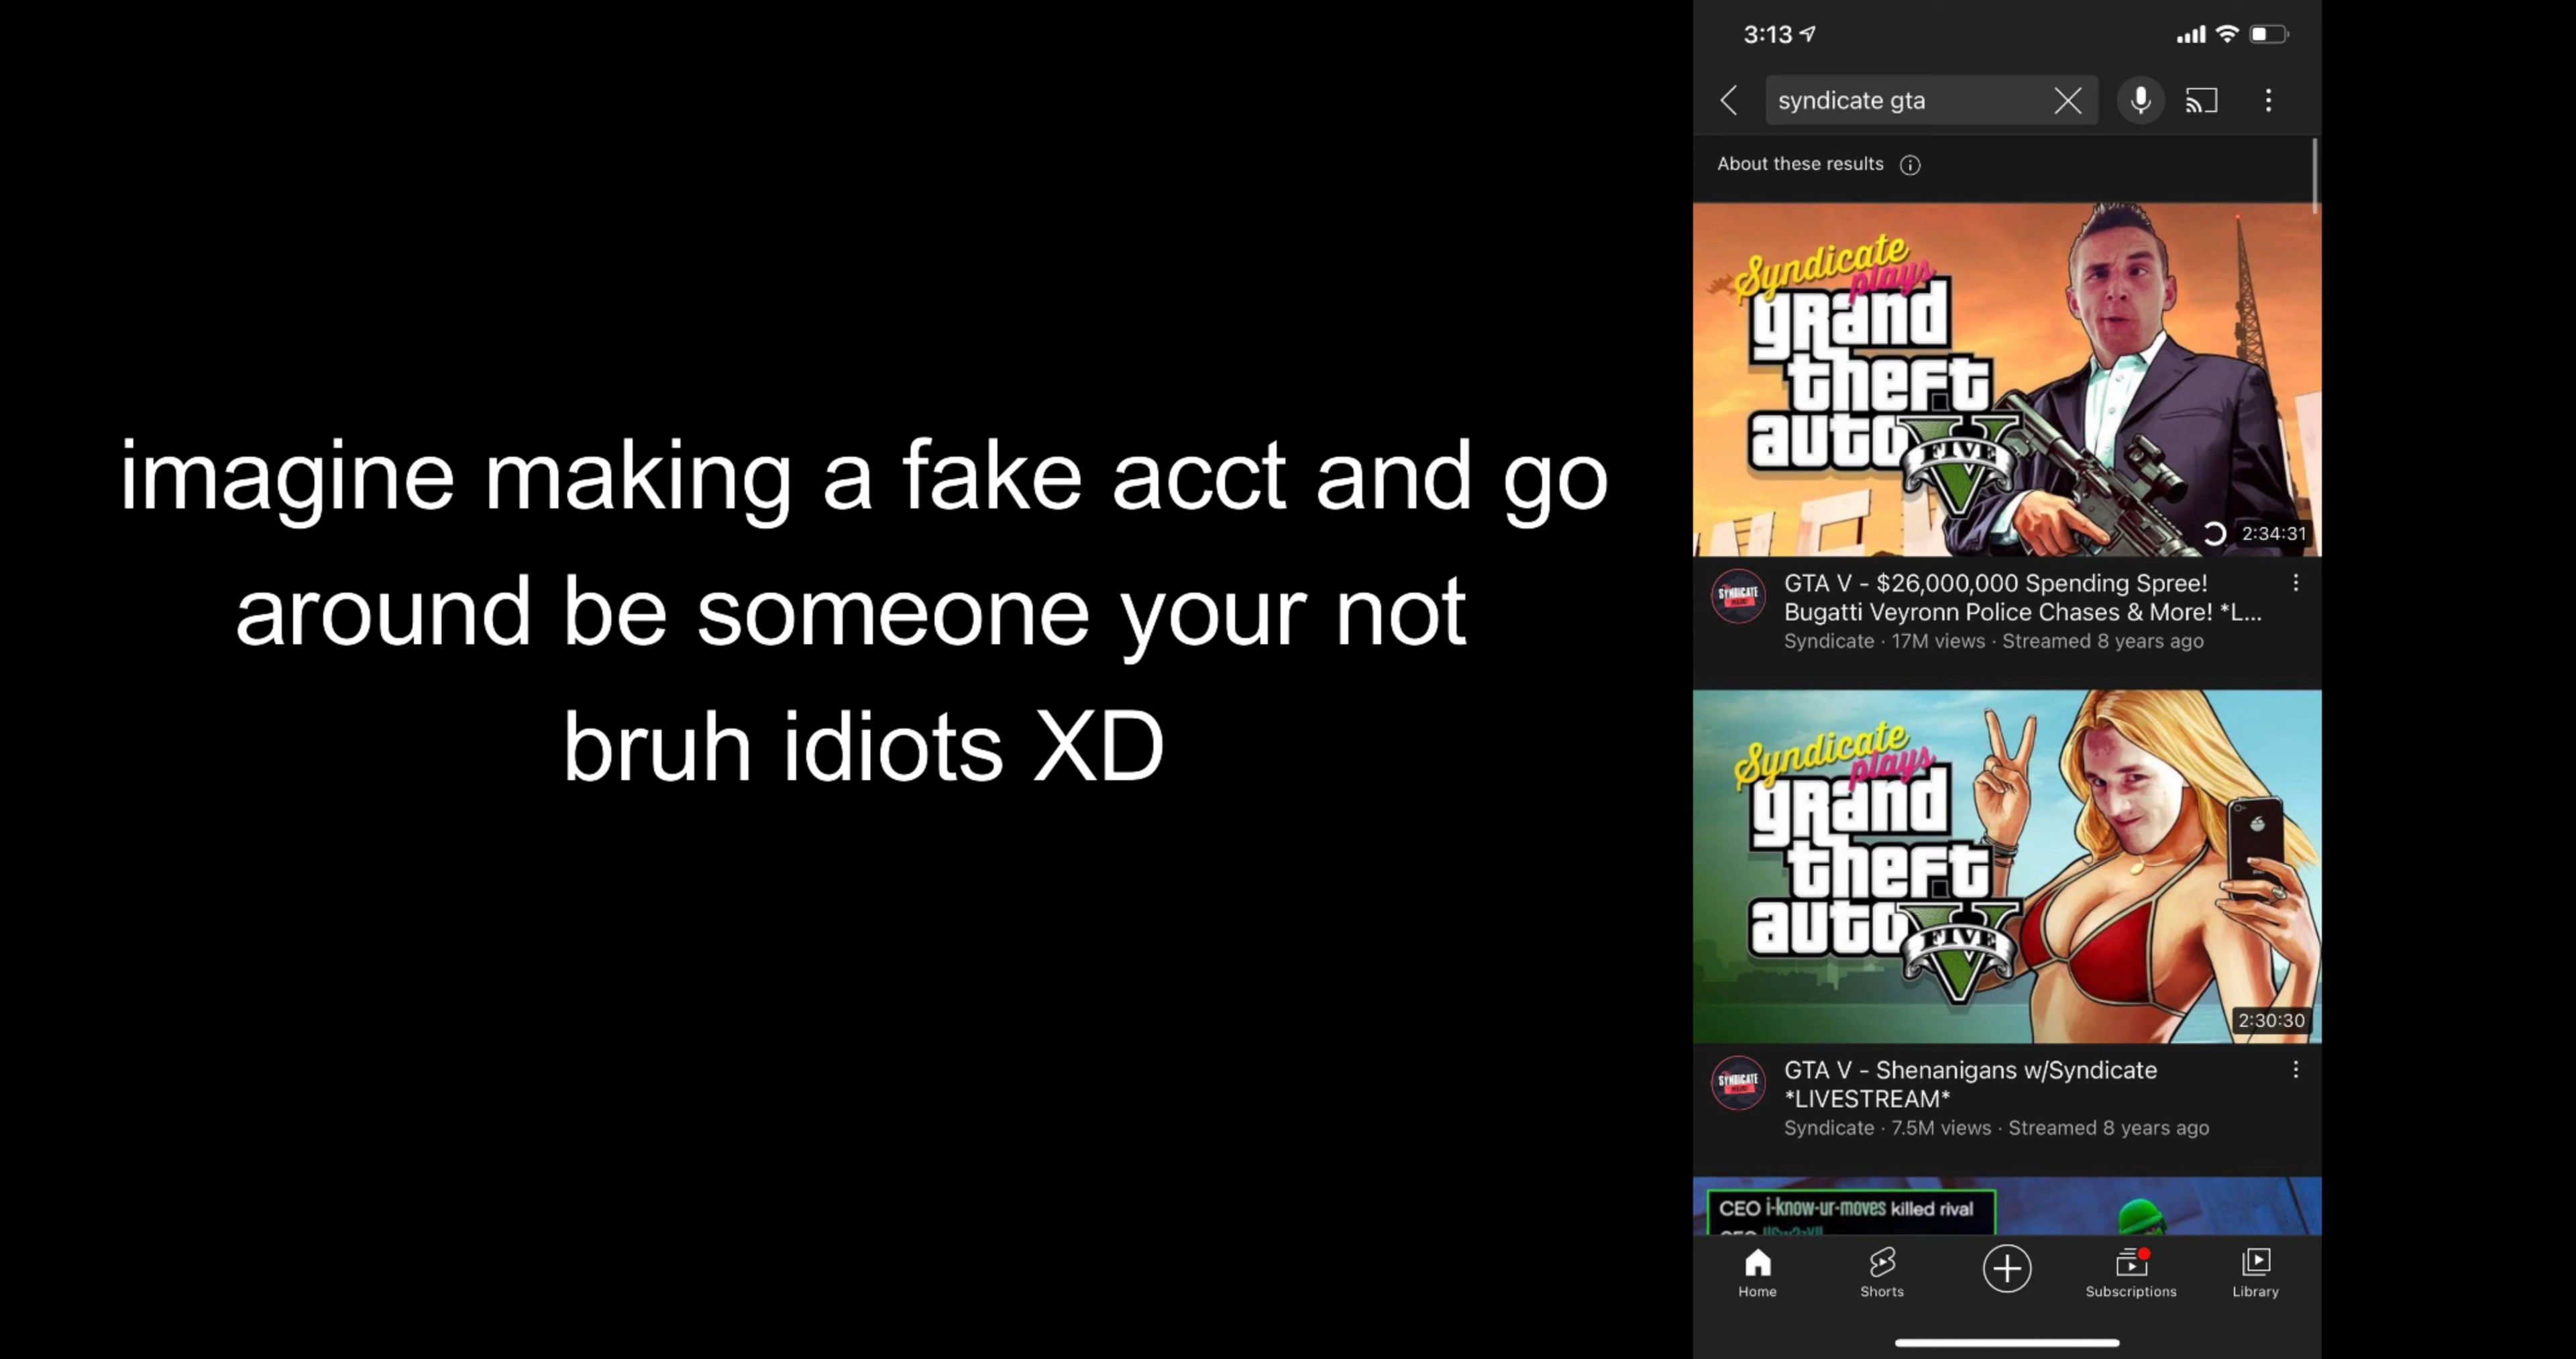 imagine making a fake acct and go
around be someone your not
bruh idiots XD
3:13
syndicate gta
About these results
Syndicate
plays
grand
theft
auto
FIVE
2:34:31
SYNDICATE
GTA V - $26,000,000 Spending Spree!
Bugatti Veyronn Police Chases & More! *L...
Syndicate · 17M views · Streamed 8 years ago
Syndicate
plays
grand
theft
auto
FIVE
2:30:30
SYNDICATE
GTA V - Shenanigans w/Syndicate
*LIVESTREAM*
Syndicate · 7.5M views · Streamed 8 years ago
CEO i-know-ur-moves killed rival
Home
Shorts
Subscriptions
Library